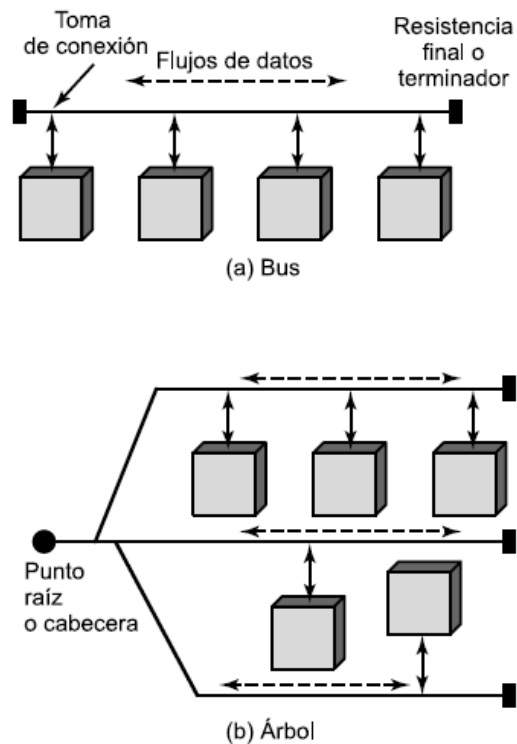 Toma
de conexión
Flujos de datos
Resistencia
final o
terminador
(a) Bus
Punto
raíz
o cabecera
(b) Árbol